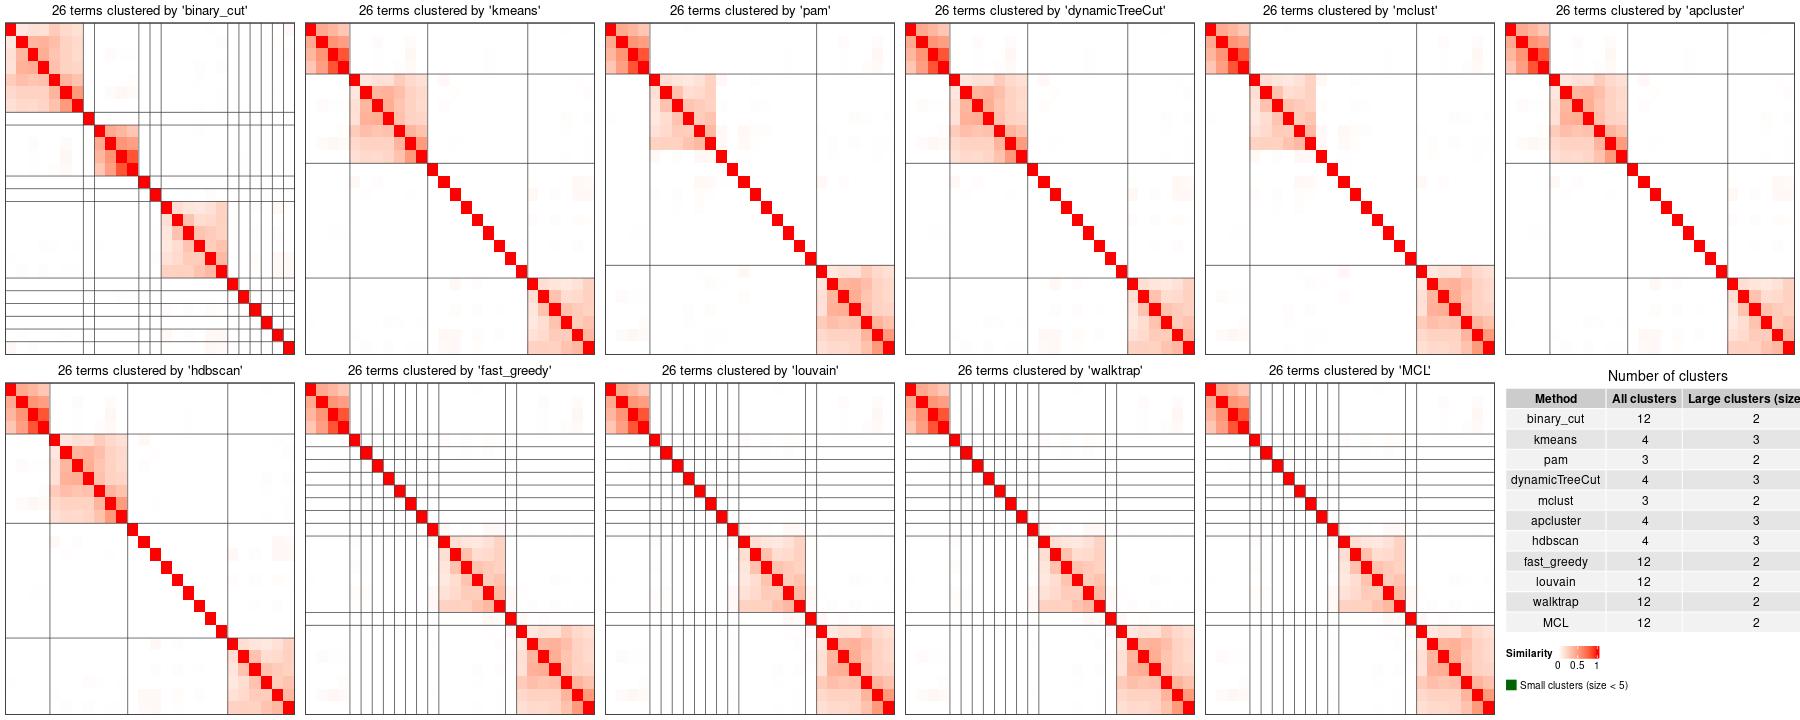 26 terms clustered by 'binary_cut'
26 terms clustered by 'kmeans'
26 terms clustered by 'pam'
26 terms clustered by 'dynamicTreeCut'
26 terms clustered by 'mclust'
26 terms clustered by 'apcluster'
26 terms clustered by 'hdbscan'
26 terms clustered by 'fast_greedy'
26 terms clustered by 'louvain'
26 terms clustered by 'walktrap'
26 terms clustered by 'MCL'
Number of clusters
Method All clusters Large clusters (size
binary_cut 12 2
kmeans 4 3
pam 3 2
dynamicTreeCut 4 3
mclust 3 2
apcluster 4 3
hdbscan 4 3
fast_greedy 12 2
louvain 12 2
walktrap 12 2
MCL 12 2
Similarity
0 0.5 1
Small clusters (size < 5)